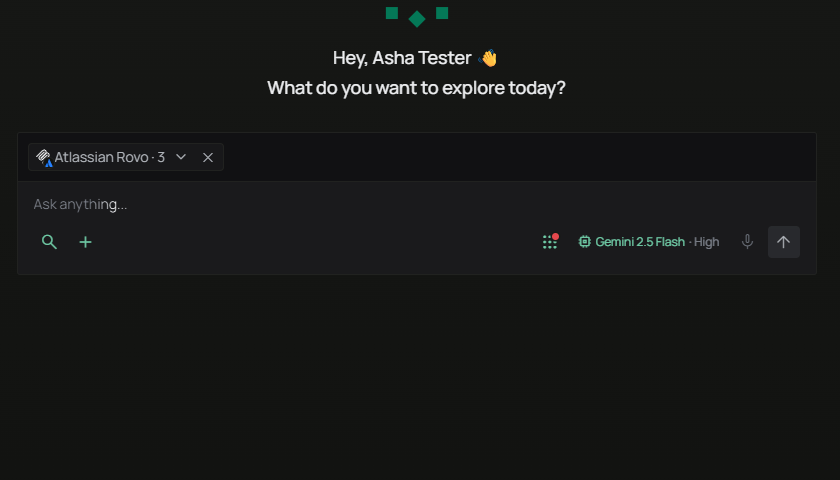 Hey, Asha Tester 👋
What do you want to explore today?
Atlassian Rovo · 3
Ask anything...
Gemini 2.5 Flash · High